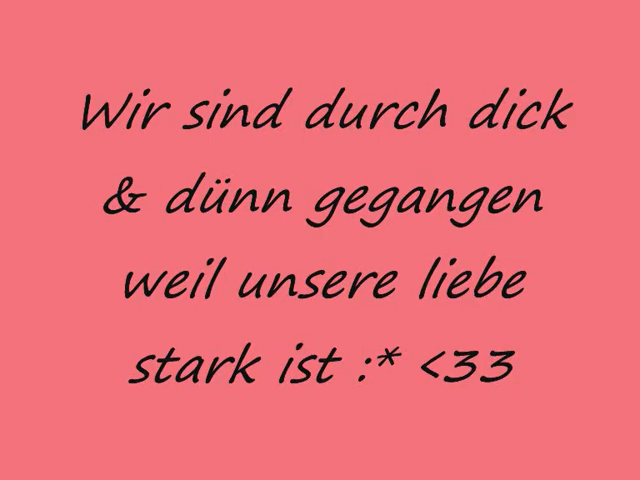 Wir sind durch dick
& dünn gegangen
weil unsere liebe
stark ist :* <33